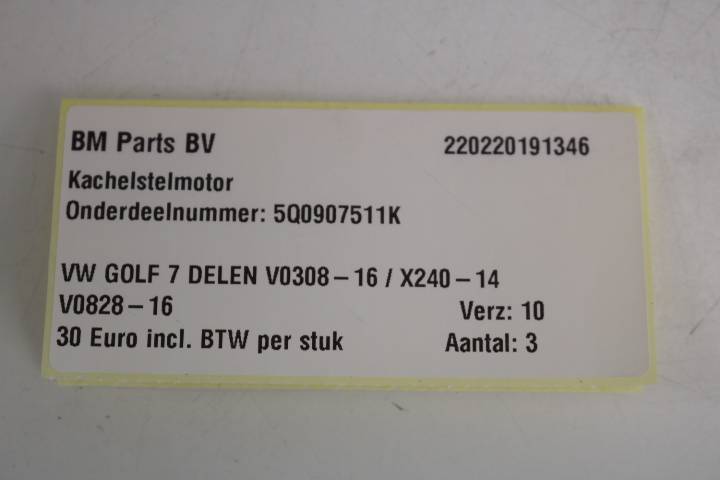 BM Parts BV 220220191346
Kachelstelmotor
Onderdeelnummer: 5Q0907511K
VW GOLF 7 DELEN V0308-16 / X240-14
V0828-16 Verz: 10
30 Euro incl. BTW per stuk Aantal: 3